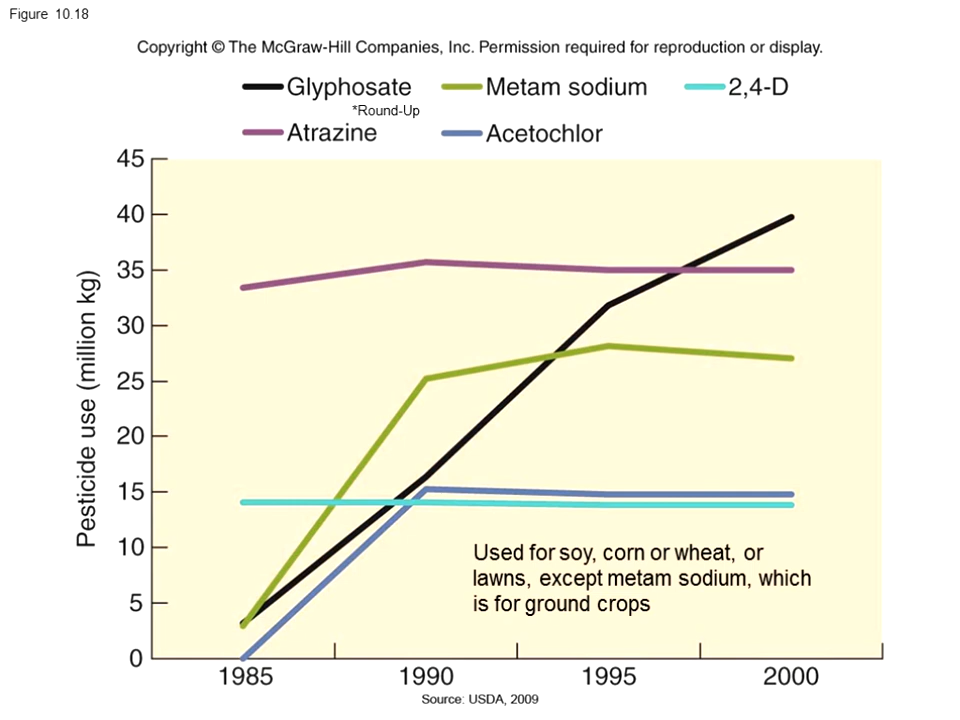 Figure 10.18
Copyright © The McGraw-Hill Companies, Inc. Permission required for reproduction or display.
Glyphosate Metam sodium 2,4-D
*Round-Up
Atrazine Acetochlor
45
40
35
30
25
20
15
10
5
0
Pesticide use (million kg)
Used for soy, corn or wheat, or
lawns, except metam sodium, which
is for ground crops
1985 1990 1995 2000
Source: USDA, 2009